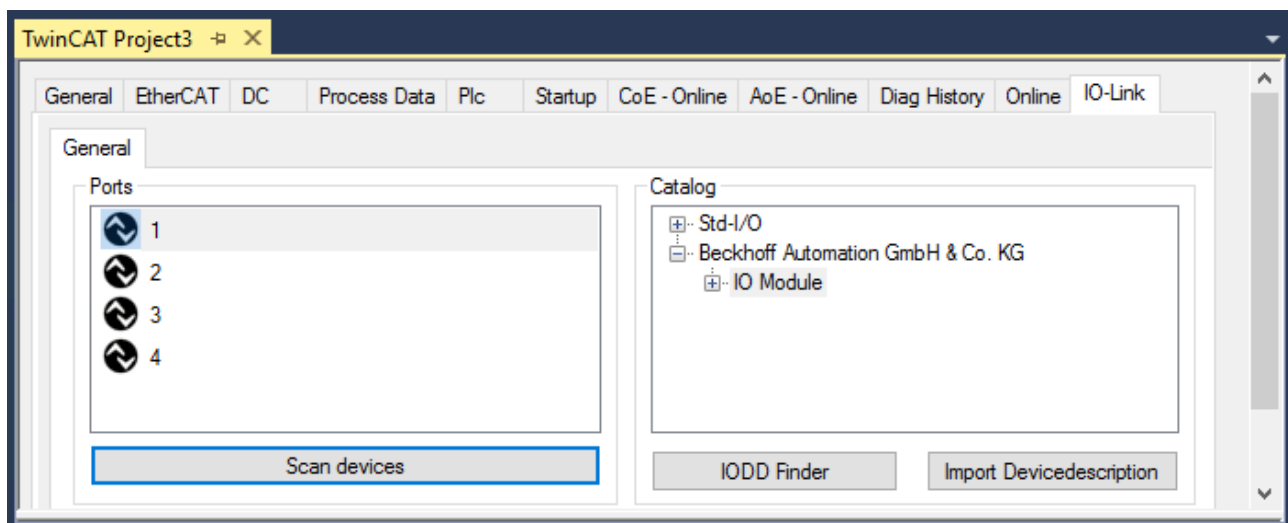 TwinCAT Project3
General EtherCAT DC Process Data Plc Startup CoE - Online AoE - Online Diag History Online IO-Link
General
Ports
1
2
3
4
Scan devices
Catalog
Std-I/O
Beckhoff Automation GmbH & Co. KG
IO Module
IODD Finder Import Devicedescription